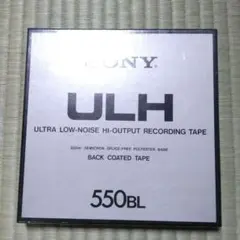 SONY
ULH
ULTRA LOW-NOISE HI-OUTPUT RECORDING TAPE
BACK COATED TAPE
550BL